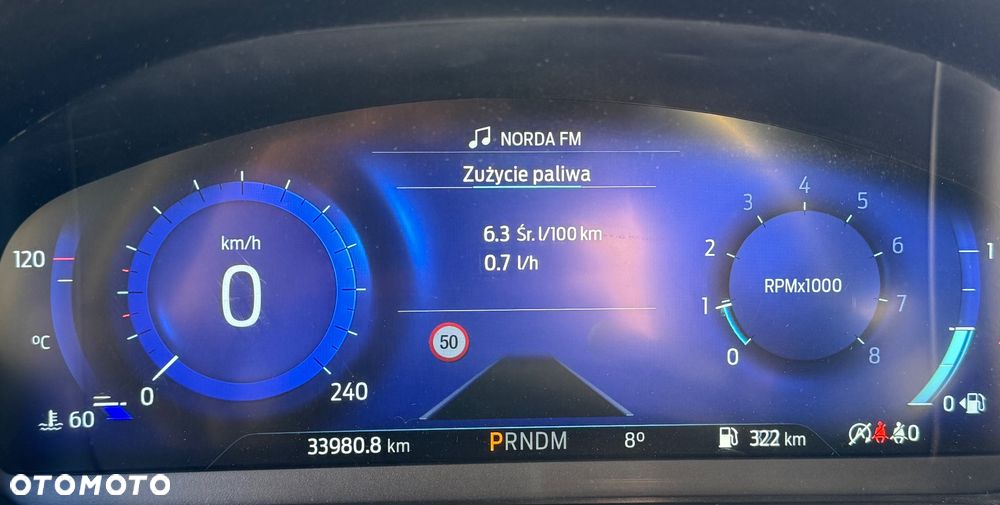 NORDA FM
Zużycie paliwa
6.3 Śr. l/100 km
0.7 l/h
50
km/h
0
0
240
120
°C
60
RPMx1000
0
1
2
3
4
5
6
7
8
1
0
33980.8 km
PRNDM
8°
322 km
0
OTOMOTO